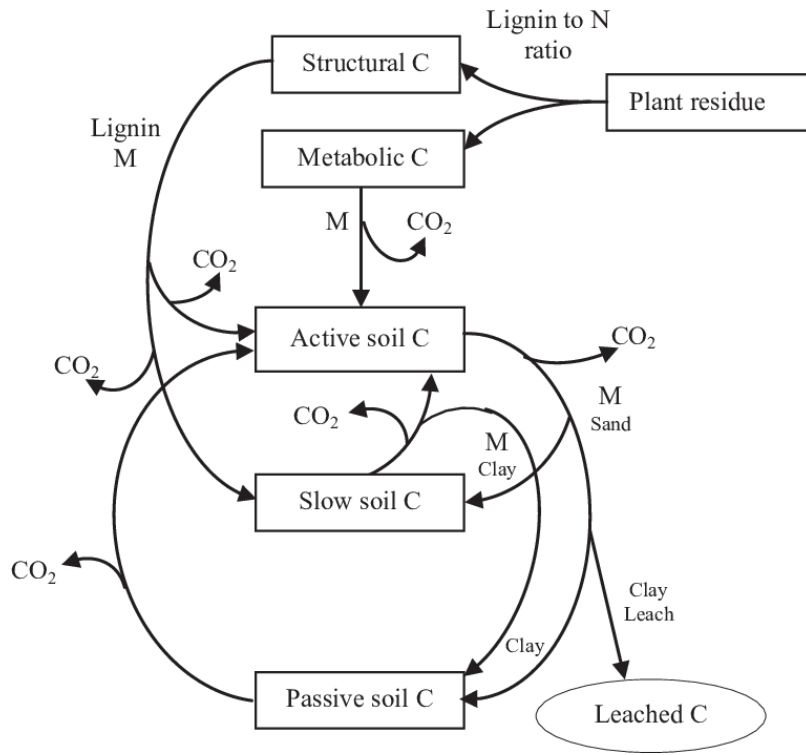 Lignin to N
ratio
Structural C
Plant residue
Lignin
M
Metabolic C
M
CO₂
CO₂
Active soil C
CO₂
CO₂
CO₂
M
Sand
M
Clay
Slow soil C
CO₂
Clay
Leach
Clay
Passive soil C
Leached C